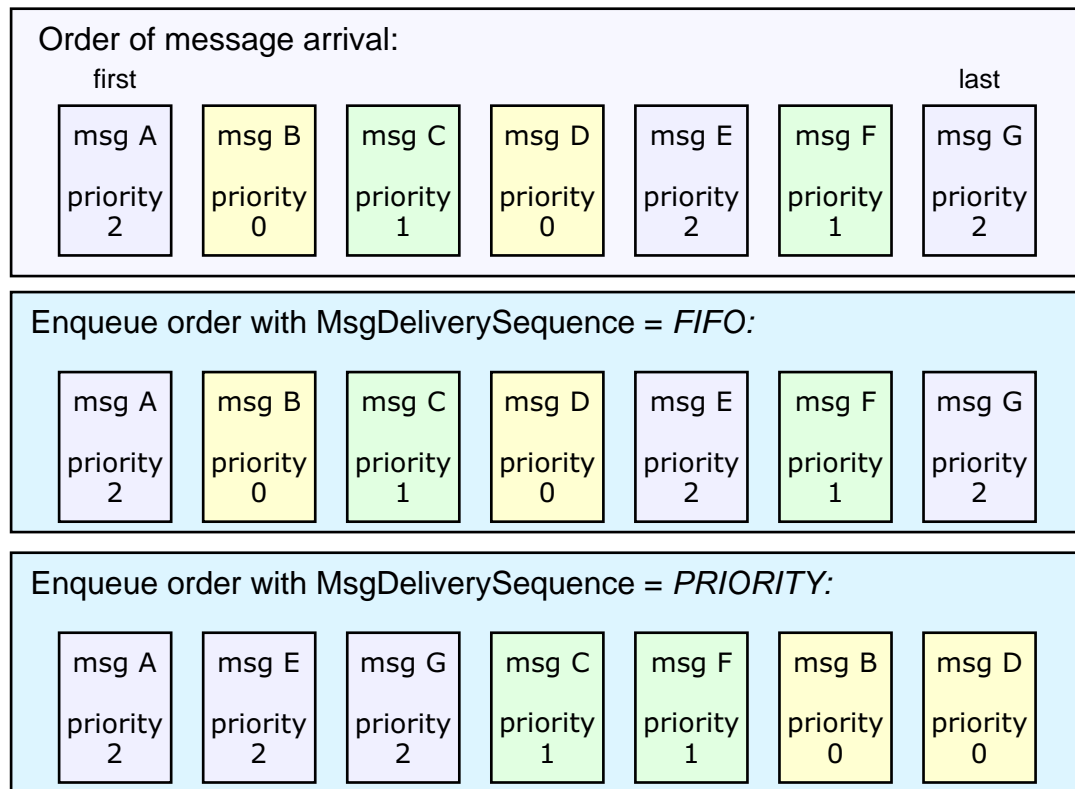 Order of message arrival:
first last
msg A msg B msg C msg D msg E msg F msg G
priority priority priority priority priority priority priority
2 0 1 0 2 1 2
Enqueue order with MsgDeliverySequence = FIFO:
msg A msg B msg C msg D msg E msg F msg G
priority priority priority priority priority priority priority
2 0 1 0 2 1 2
Enqueue order with MsgDeliverySequence = PRIORITY:
msg A msg E msg G msg C msg F msg B msg D
priority priority priority priority priority priority priority
2 2 2 1 1 0 0